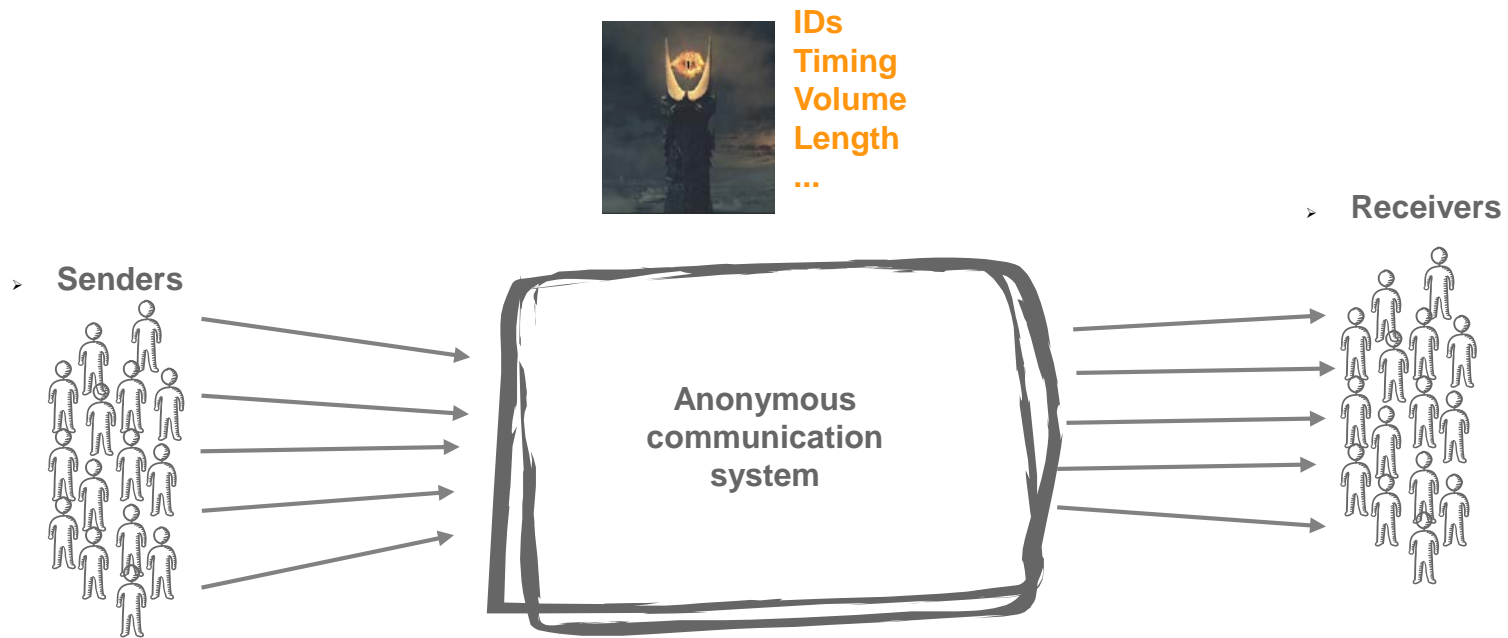 IDs
Timing
Volume
Length
...
Receivers
Senders
Anonymous
communication
system